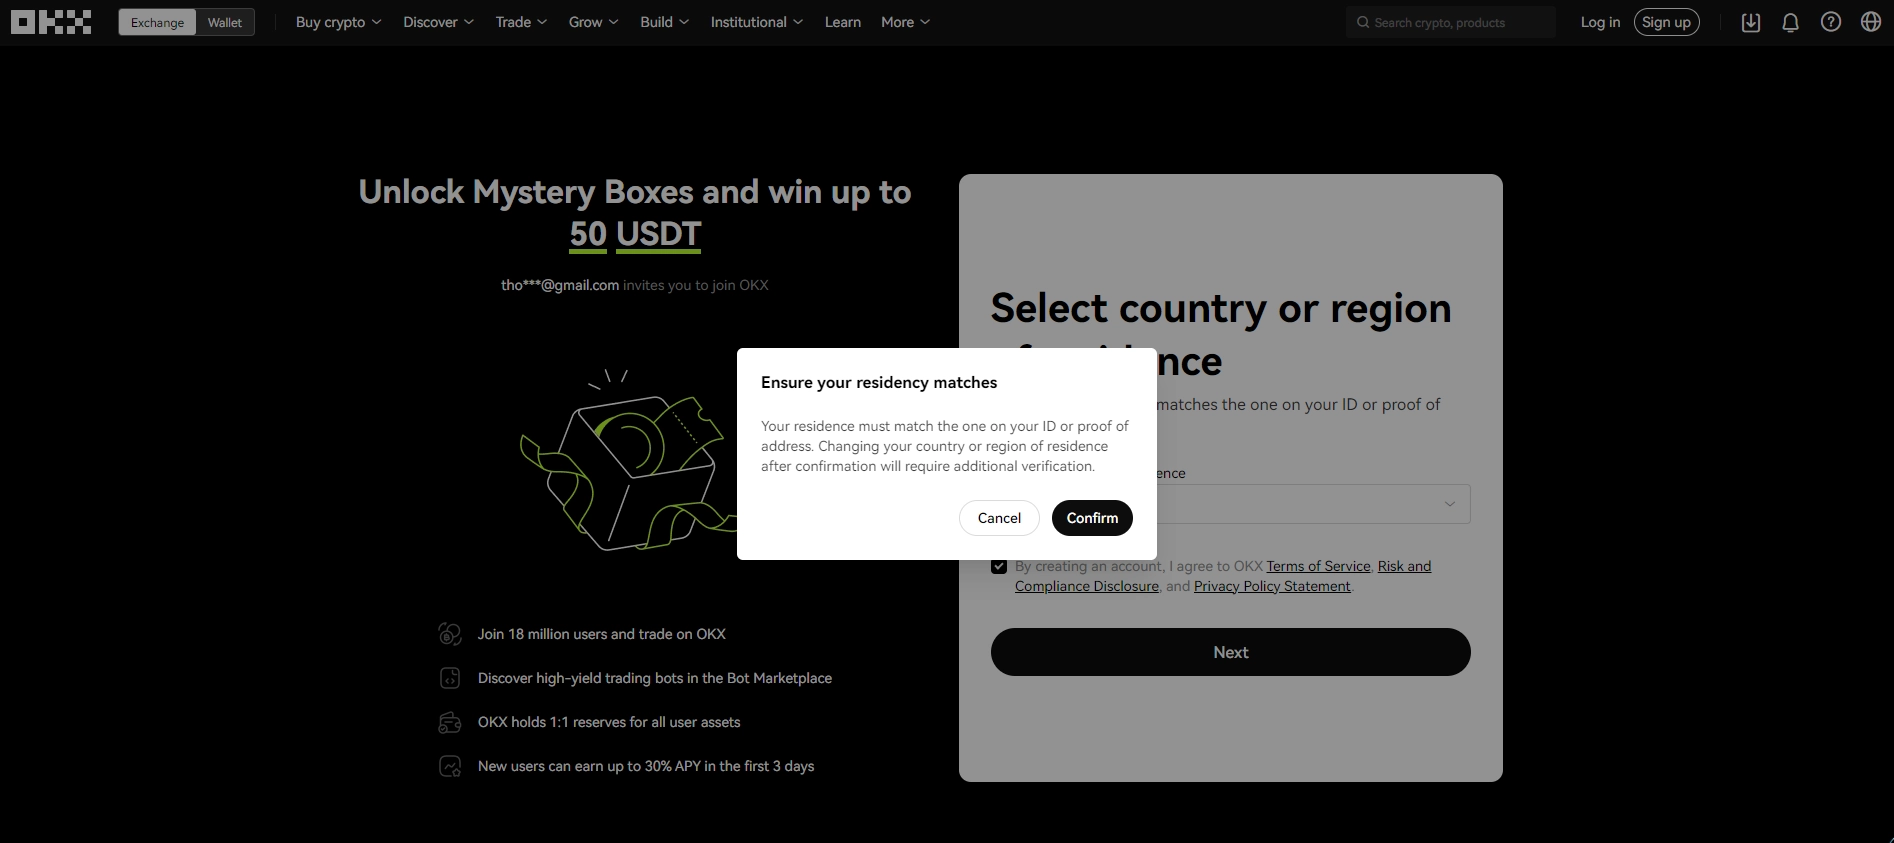 OKX
Exchange
Wallet
Buy crypto
Discover
Trade
Grow
Build
Institutional
Learn
More
Search crypto, products
Log in
Sign up
Unlock Mystery Boxes and win up to
50 USDT
tho***@gmail.com invites you to join OKX
Join 18 million users and trade on OKX
Discover high-yield trading bots in the Bot Marketplace
OKX holds 1:1 reserves for all user assets
New users can earn up to 30% APY in the first 3 days
Select country or region
matches the one on your ID or proof of
Ensure your residency matches
Your residence must match the one on your ID or proof of
address. Changing your country or region of residence
after confirmation will require additional verification.
Cancel
Confirm
By creating an account, I agree to OKX Terms of Service, Risk and
Compliance Disclosure, and Privacy Policy Statement.
Next